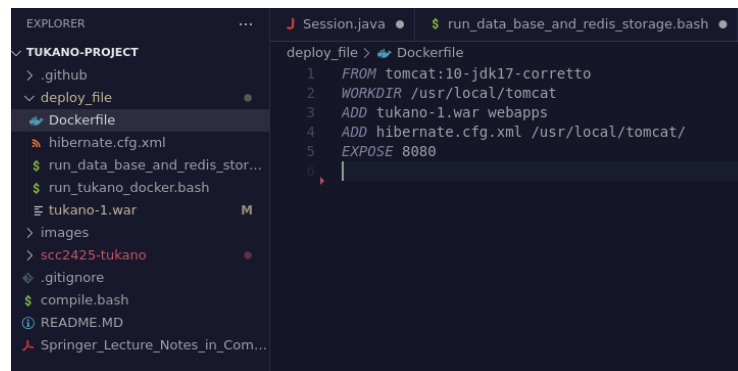 EXPLORER ...
TUKANO-PROJECT
.github
deploy_file
Dockerfile
hibernate.cfg.xml
$ run_data_base_and_redis_stor...
$ run_tukano_docker.bash
tukano-1.war M
images
scc2425-tukano
.gitignore
$ compile.bash
README.MD
Springer_Lecture_Notes_in_Com...
J Session.java
$ run_data_base_and_redis_storage.bash
deploy_file > Dockerfile
1 FROM tomcat:10-jdk17-corretto
2 WORKDIR /usr/local/tomcat
3 ADD tukano-1.war webapps
4 ADD hibernate.cfg.xml /usr/local/tomcat/
5 EXPOSE 8080
6